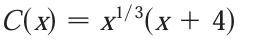 C(x) = x^{1/3}(x + 4)